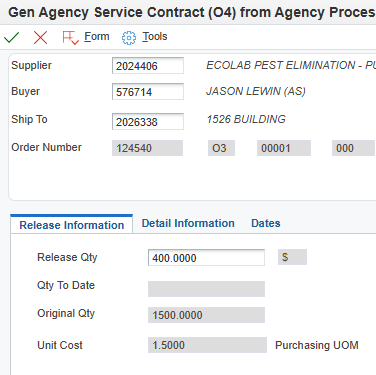 Gen Agency Service Contract (O4) from Agency Proces
Form Tools
Supplier 2024406 ECOLAB PEST ELIMINATION - PU
Buyer 576714 JASON LEWIN (AS)
Ship To 2026338 1526 BUILDING
Order Number 124540 O3 00001 000
Release Information Detail Information Dates
Release Qty 400.0000 $
Qty To Date
Original Qty 1500.0000
Unit Cost 1.5000 Purchasing UOM